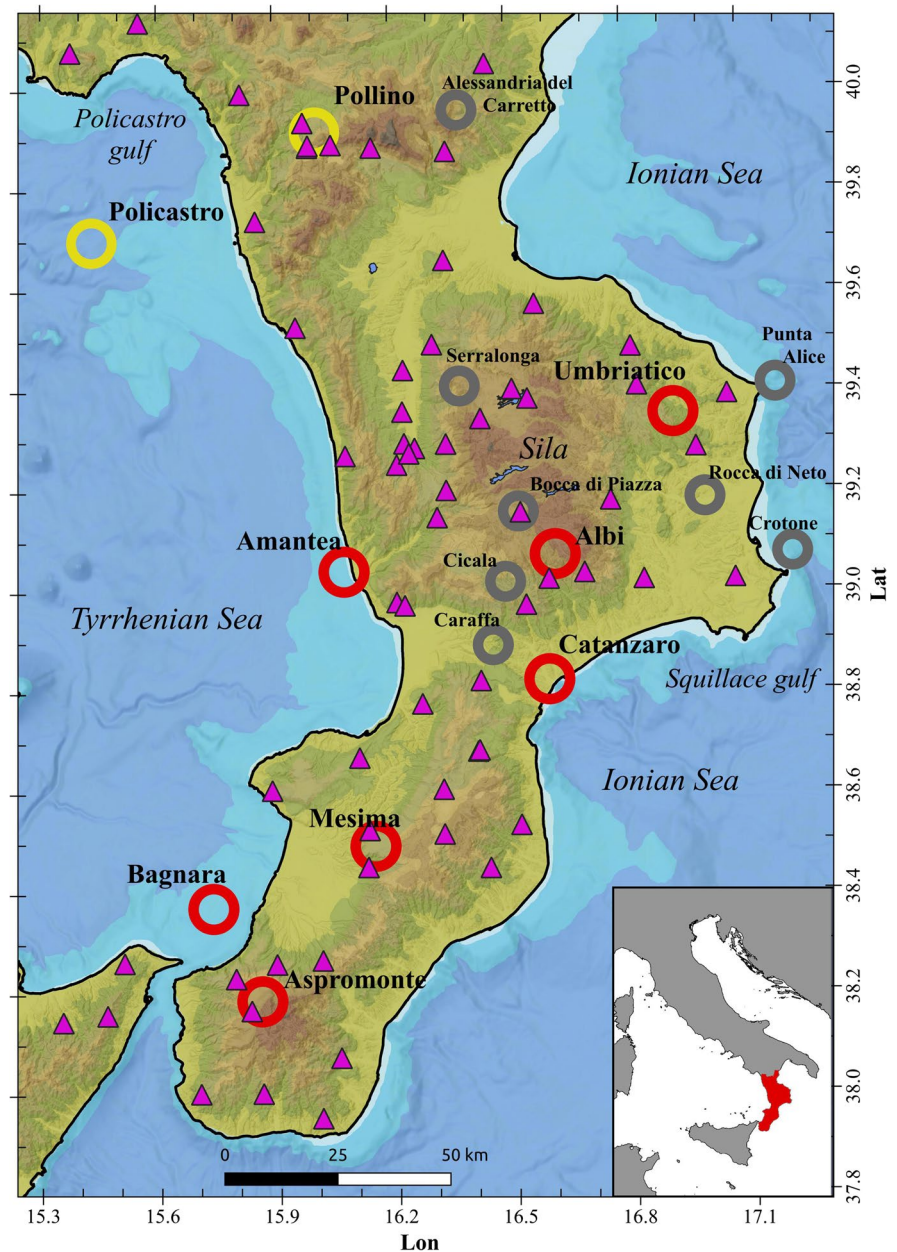 Alessandria del
Carretto
Pollino
Policastro
gulf
Ionian Sea
Policastro
Punta
Alice
Serralonga
Umbriatico
Sila
Rocca di Neto
Bocca di Piazza
Crotone
Albi
Amantea
Cicala
Tyrrhenian Sea
Caraffa
Catanzaro
Squillace gulf
Ionian Sea
Mesima
Bagnara
Aspromonte
0 25 50 km
40.0
39.8
39.6
39.4
39.2
39.0
Lat
38.8
38.6
38.4
38.2
38.0
37.8
15.3 15.6 15.9 16.2 16.5 16.8 17.1
Lon